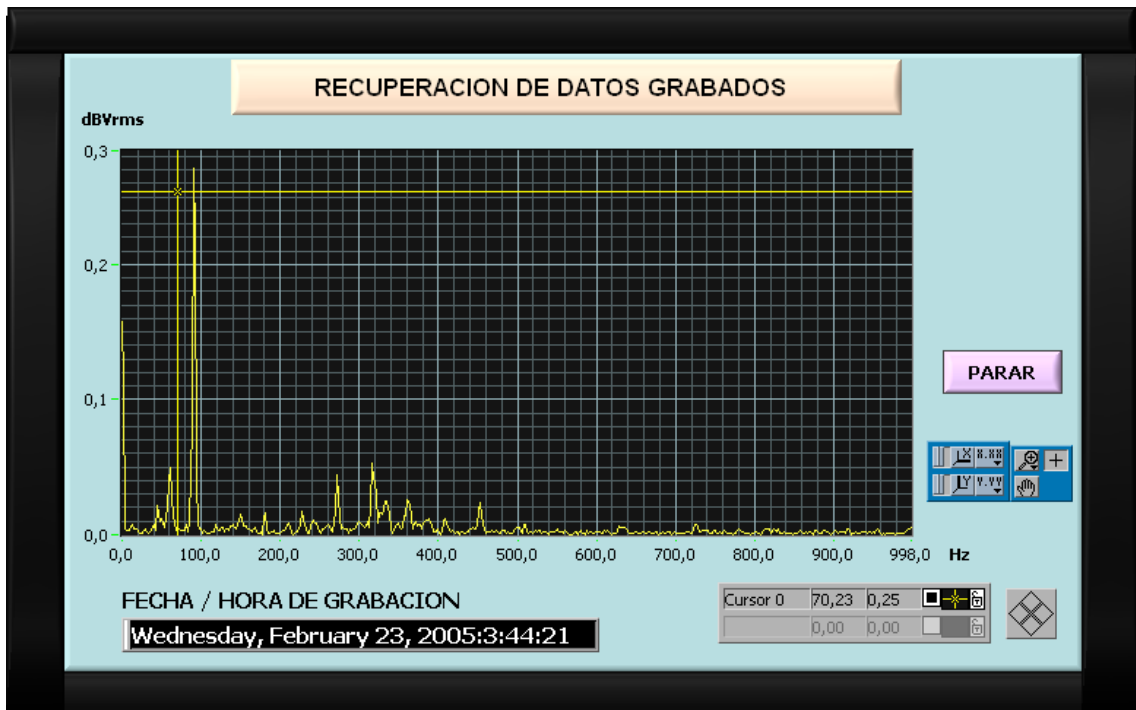 RECUPERACION DE DATOS GRABADOS
dBVrms
0,3
0,2
0,1
0,0
0,0 100,0 200,0 300,0 400,0 500,0 600,0 700,0 800,0 900,0 998,0 Hz
PARAR
X 8.88
Y Y.YY
FECHA / HORA DE GRABACION
Wednesday, February 23, 2005:3:44:21
Cursor 0 70,23 0,25
0,00 0,00